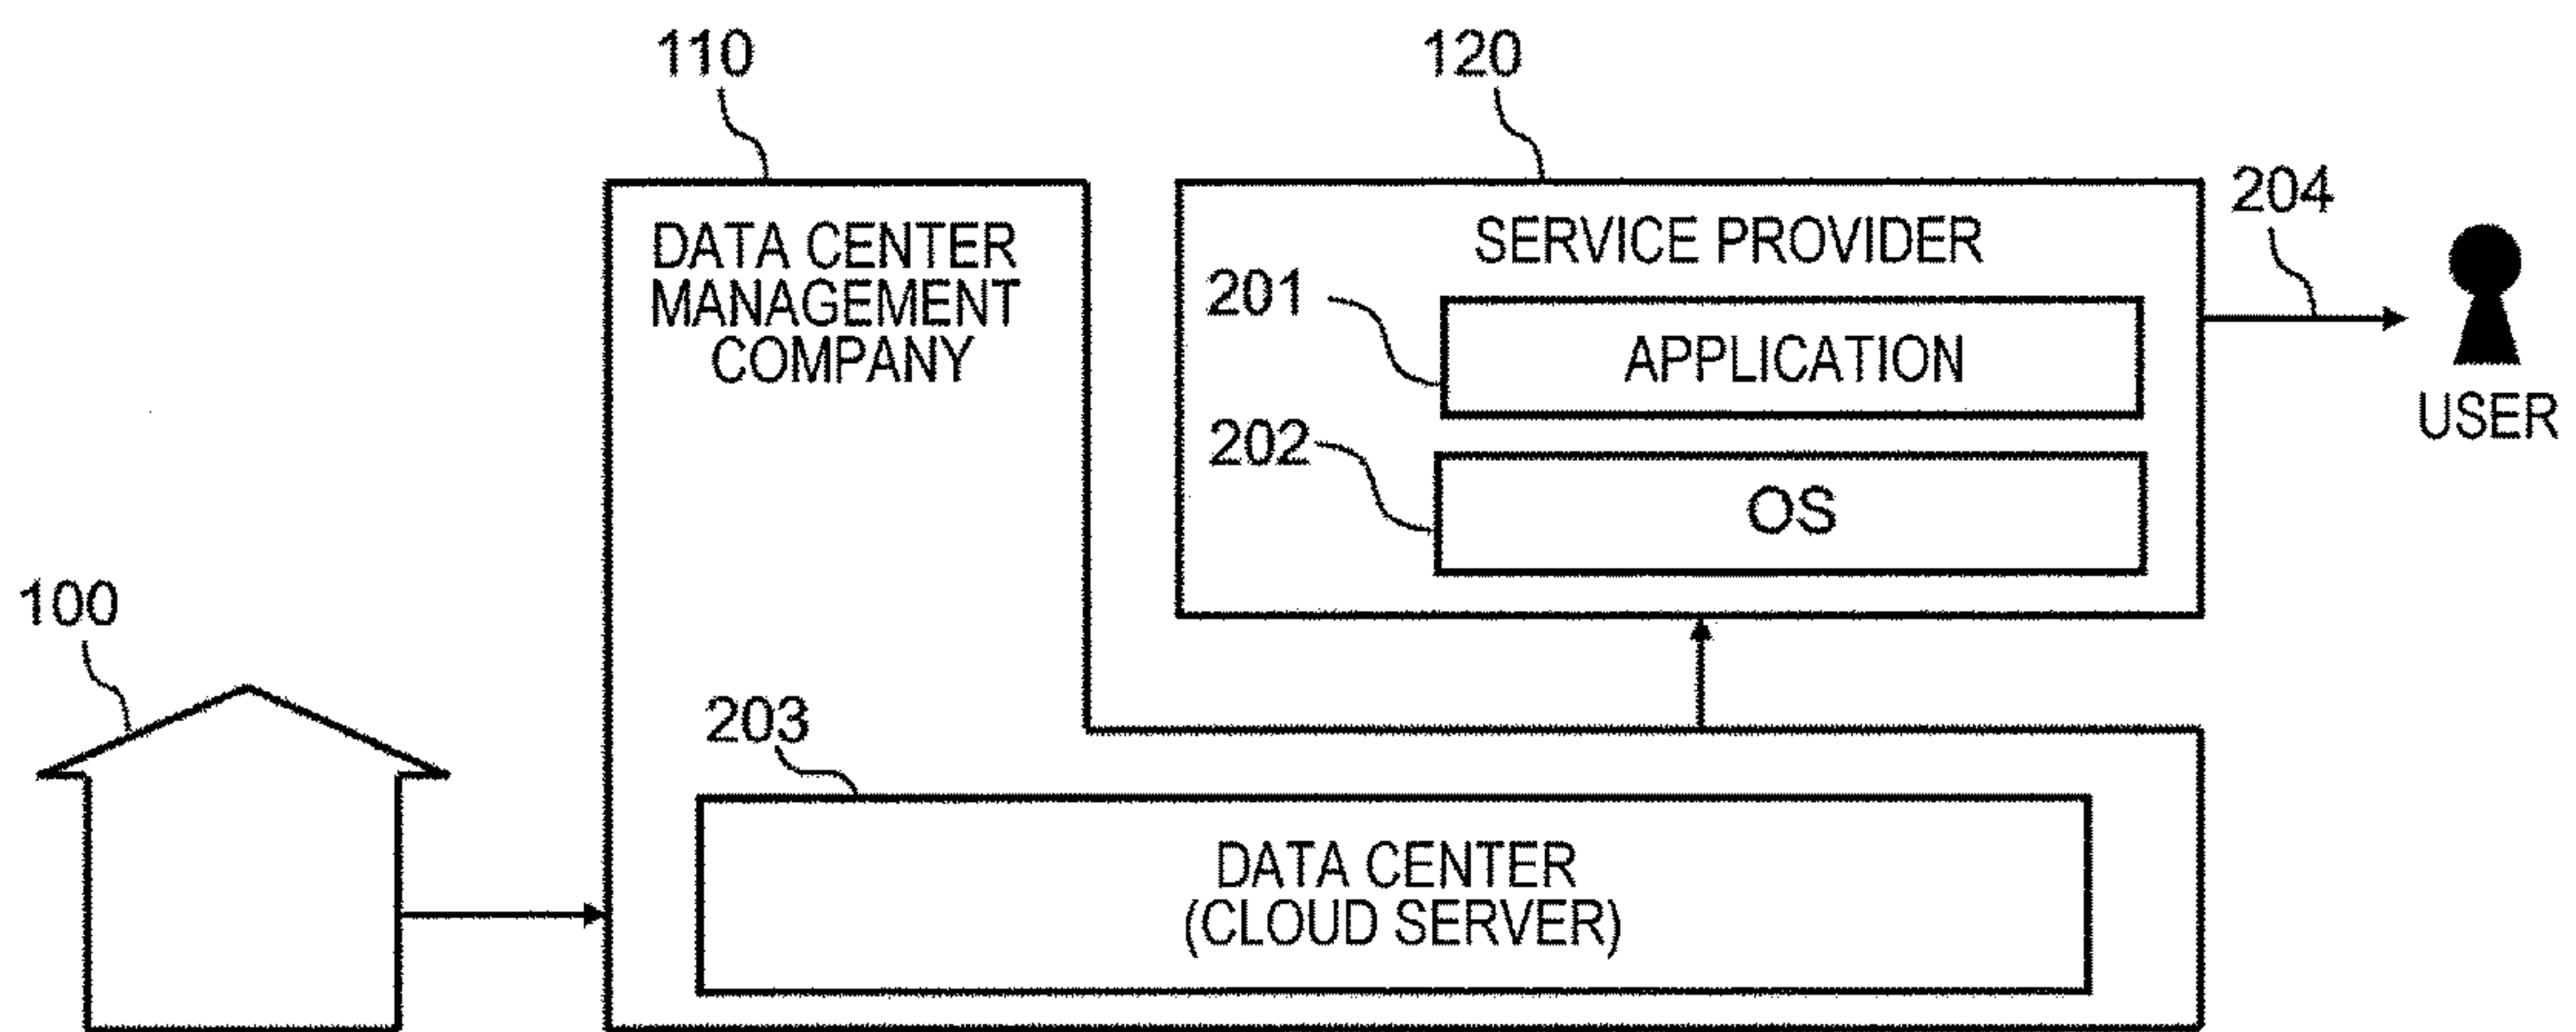 110
120
204
DATA CENTER
MANAGEMENT
COMPANY
SERVICE PROVIDER
201
APPLICATION
USER
202
OS
100
203
DATA CENTER
(CLOUD SERVER)